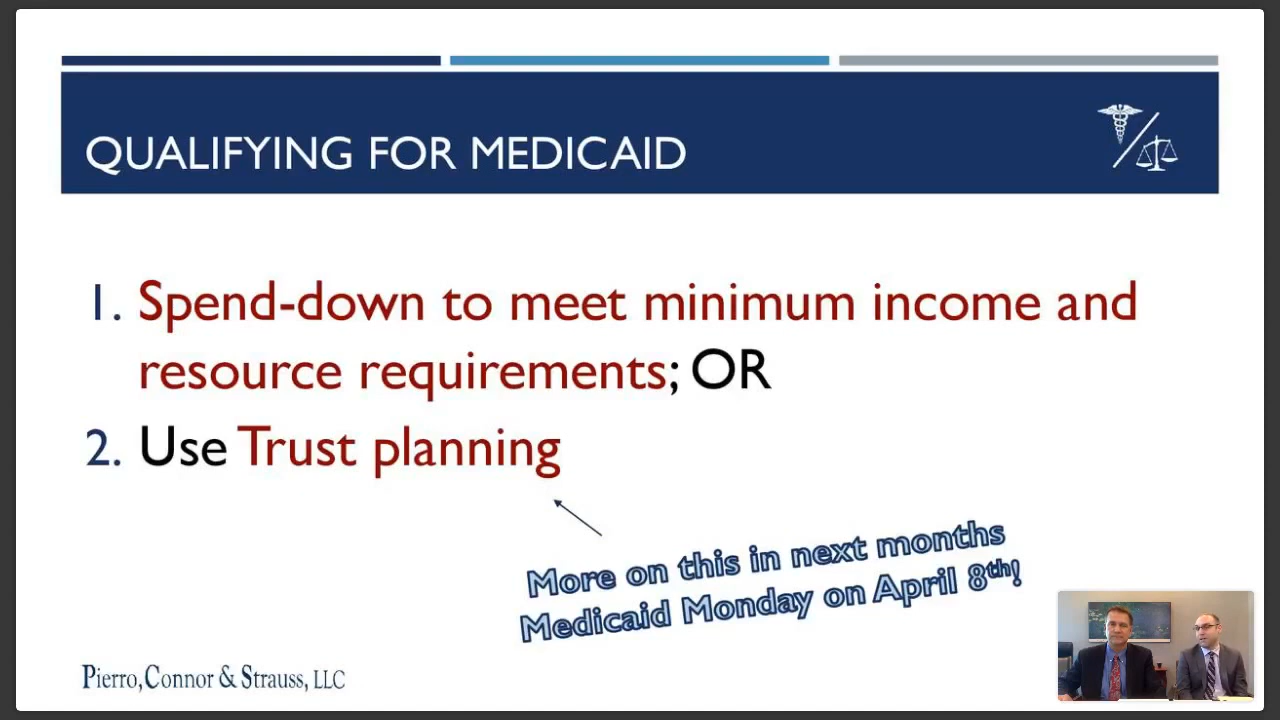 QUALIFYING FOR MEDICAID
1. Spend-down to meet minimum income and
resource requirements; OR
2. Use Trust planning
More on this in next months
Medicaid Monday on April 8th!
Pierro, Connor & Strauss, LLC